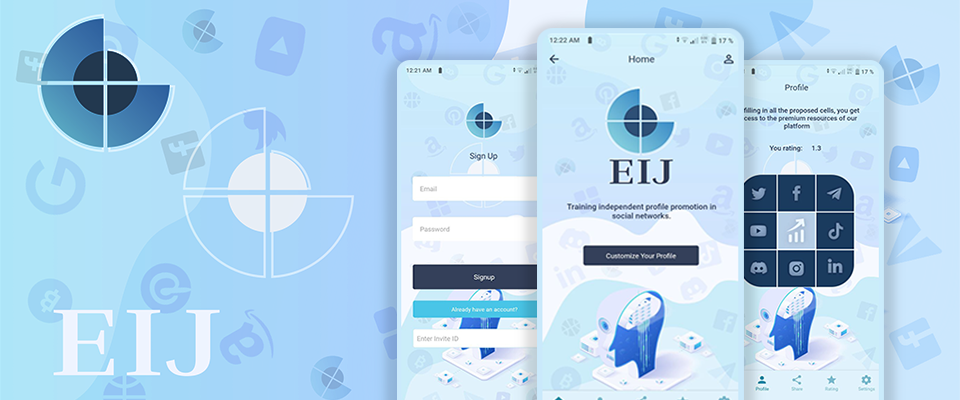 EIJ
12:21 AM
Sign Up
Email
Password
Signup
Already have an account?
Enter Invite ID
12:22 AM
17 %
Home
EIJ
Training independent profile promotion in
social networks.
Customize Your Profile
17 %
Profile
filling in all the proposed cells, you get
to the premium resources of our
platform
You rating: 1.3
Profile
Share
Rating
Settings